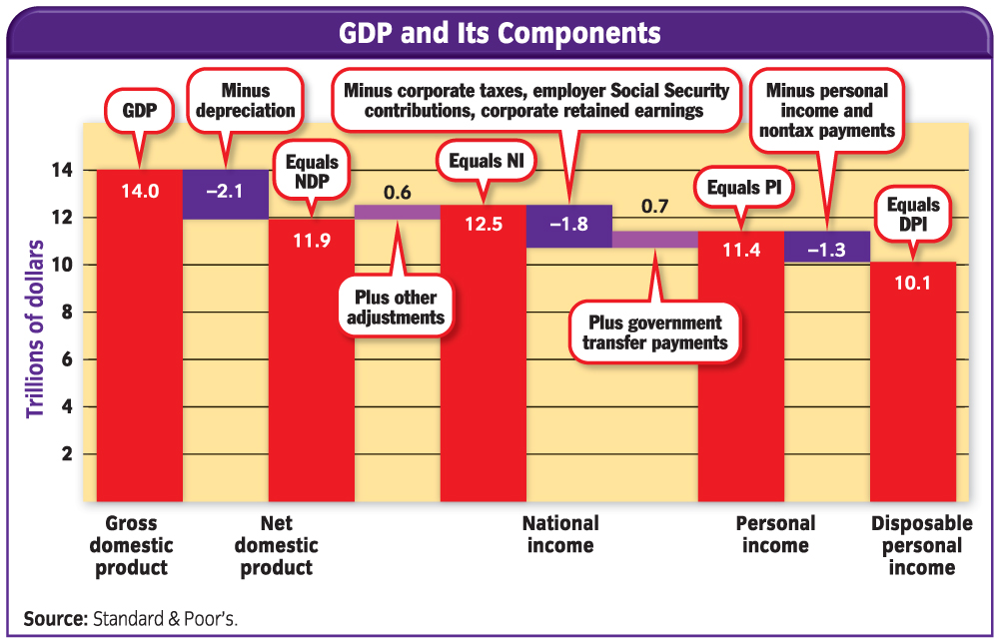 GDP and Its Components
GDP
Minus
depreciation
Equals
NDP
Minus corporate taxes, employer Social Security
contributions, corporate retained earnings
Equals NI
Minus personal
income and
nontax payments
Equals PI
Equals
DPI
Trillions of dollars
14
12
10
8
6
4
2
14.0
–2.1
11.9
0.6
12.5
–1.8
0.7
11.4
–1.3
10.1
Plus other
adjustments
Plus government
transfer payments
Gross
domestic
product
Net
domestic
product
National
income
Personal
income
Disposable
personal
income
Source: Standard & Poor's.